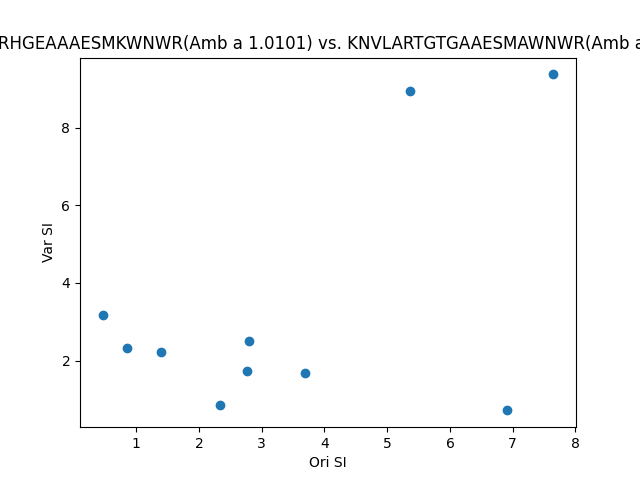 RHGEAAAESMKWNWR(Amb a 1.0101) vs. KNVLARTGTGAAESMAWNWR(Amb a
8
6
4
2
Var SI
1 2 3 4 5 6 7 8
Ori SI